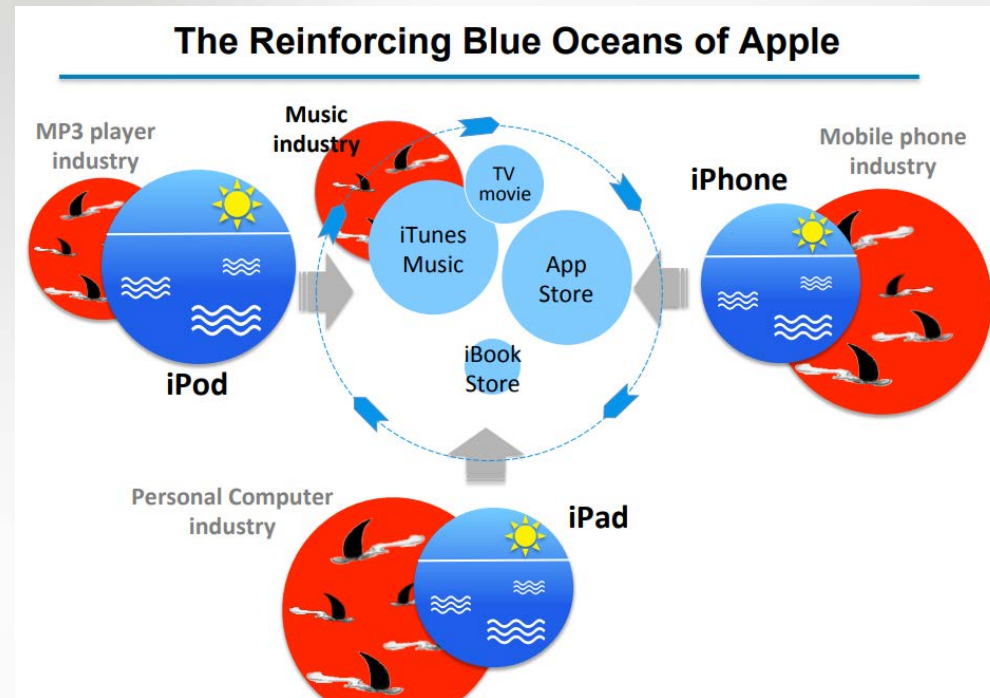 The Reinforcing Blue Oceans of Apple
MP3 player
industry
iPod
Music
industry
TV
movie
iTunes
Music
App
Store
iBook
Store
Mobile phone
industry
iPhone
Personal Computer
industry
iPad